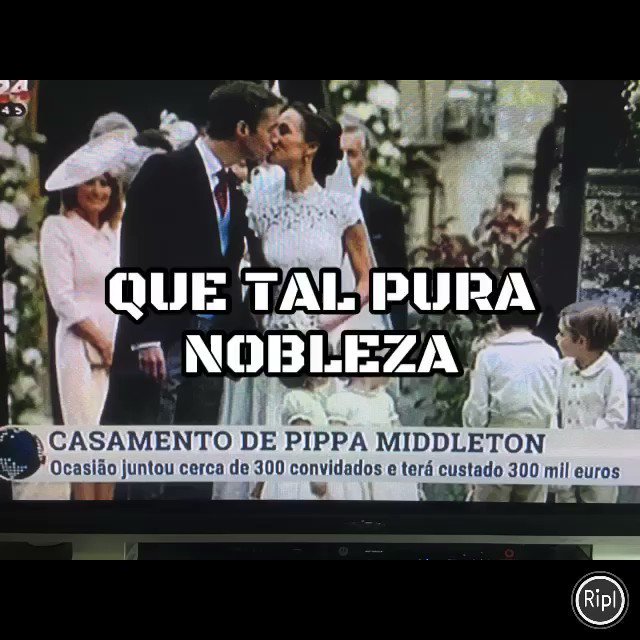 24
QUE TAL PURA
NOBLEZA
CASAMENTO DE PIPPA MIDDLETON
Ocasião juntou cerca de 300 convidados e terá custado 300 mil euros
Ripl